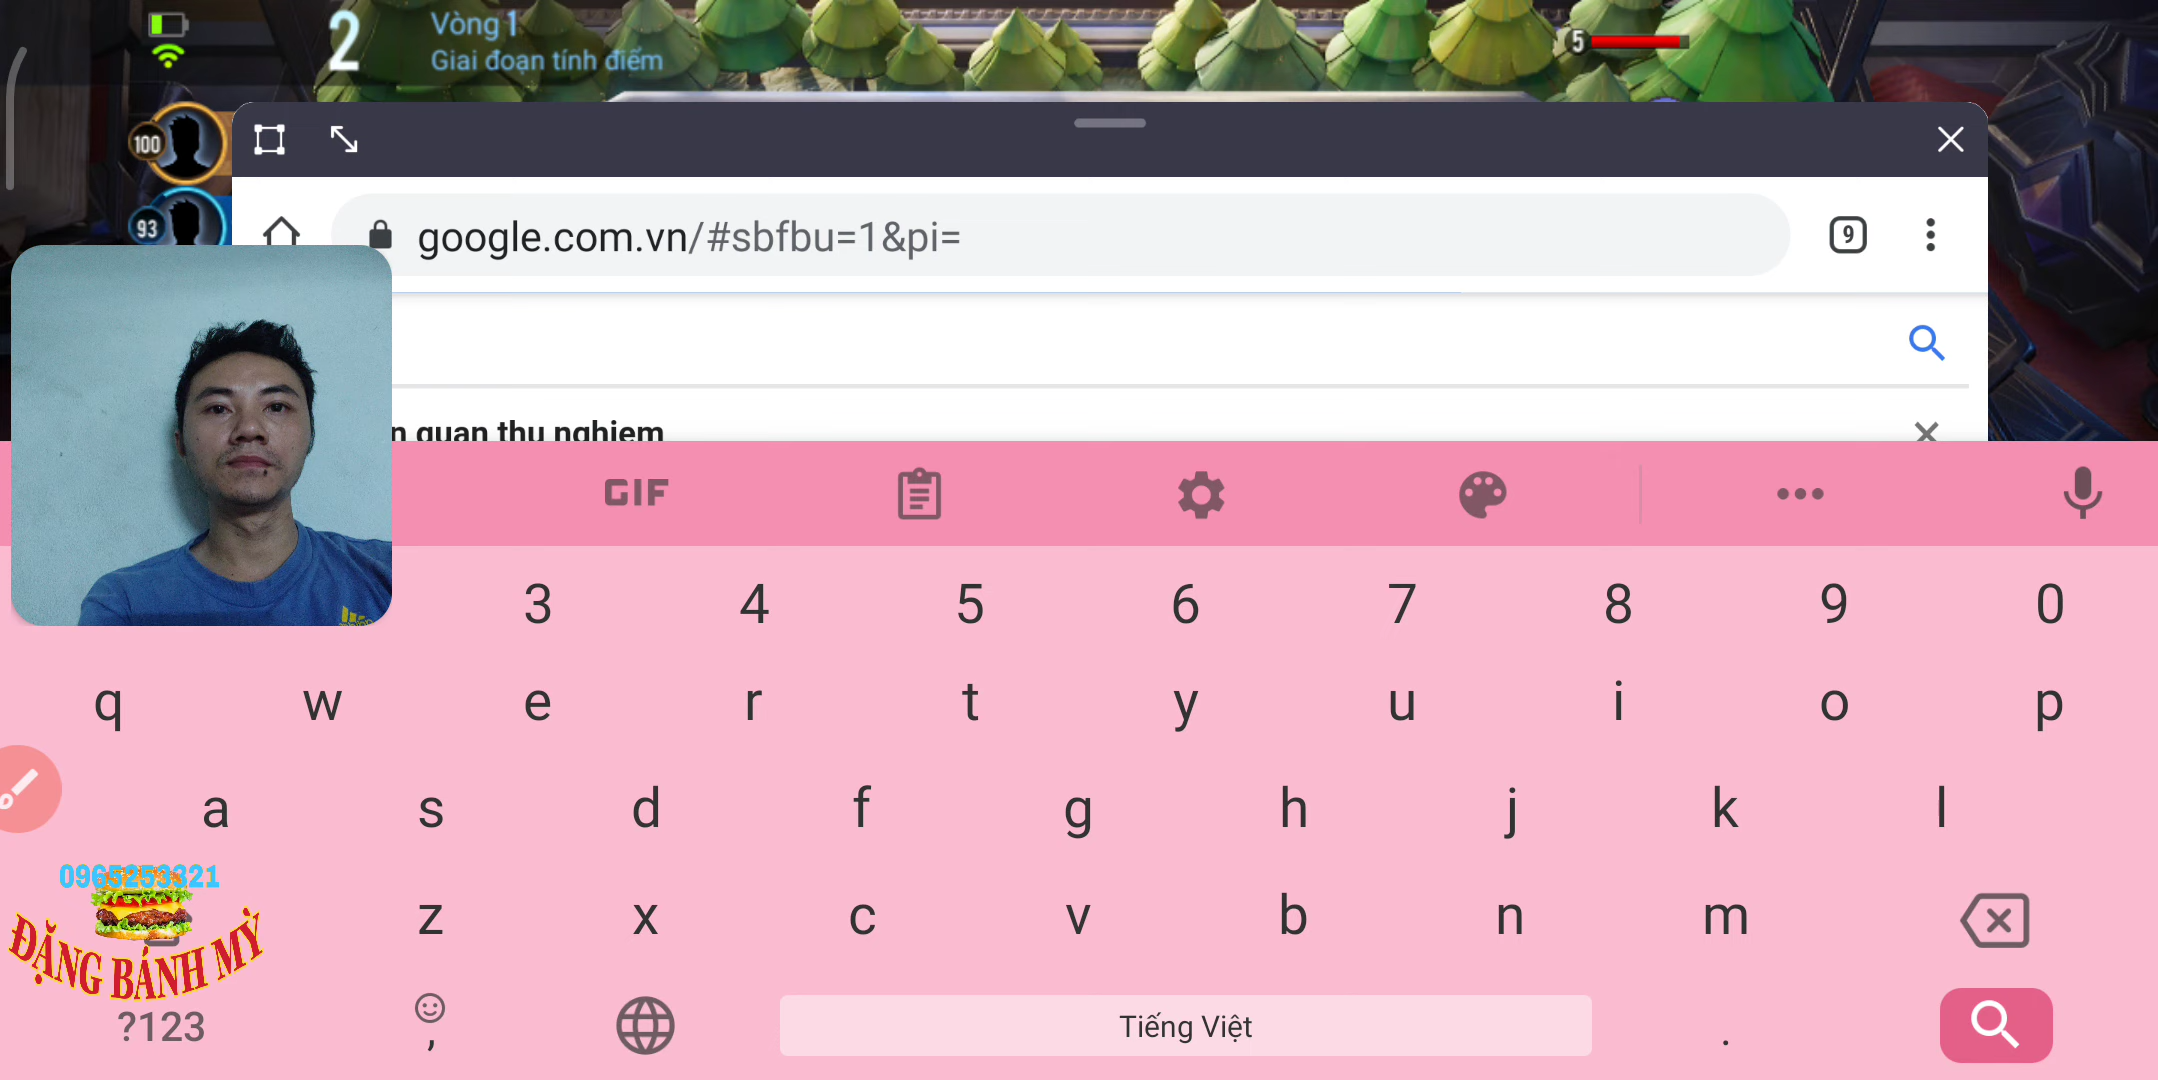 2
Vòng 1
Giai đoạn tính điểm
5
100
93
google.com.vn/#sbfbu=1&pi=
9
quan thu nghiem
GIF
3 4 5 6 7 8 9 0
q w e r t y u i o p
a s d f g h j k l
0965253321
z x c v b n m
ĐẶNG BÁNH MỲ
?123 , Tiếng Việt .